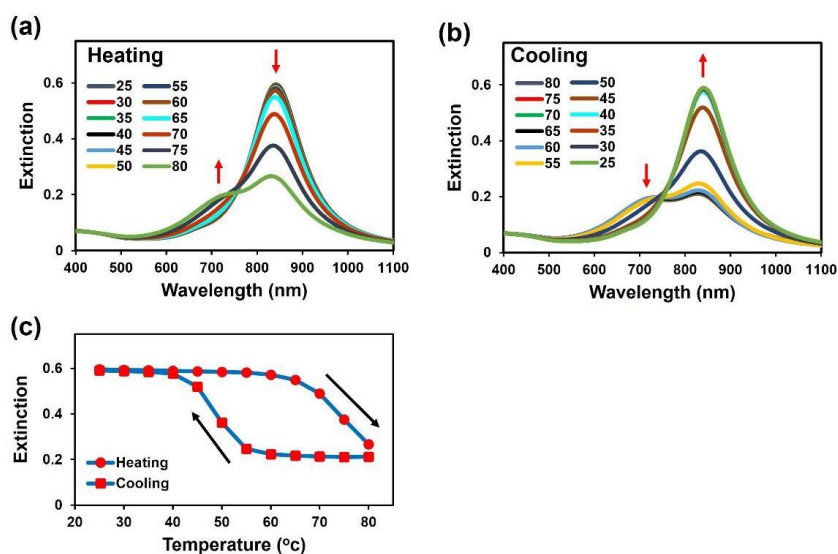 (a)
Heating
25 55
30 60
35 65
40 70
45 75
50 80
Extinction
0.6
0.4
0.2
0
400 500 600 700 800 900 1000 1100
Wavelength (nm)
(b)
Cooling
80 50
75 45
70 40
65 35
60 30
55 25
Extinction
0.6
0.4
0.2
0
400 500 600 700 800 900 1000 1100
Wavelength (nm)
(c)
Extinction
0.6
0.4
0.2
0
Heating
Cooling
20 30 40 50 60 70 80
Temperature (ºc)